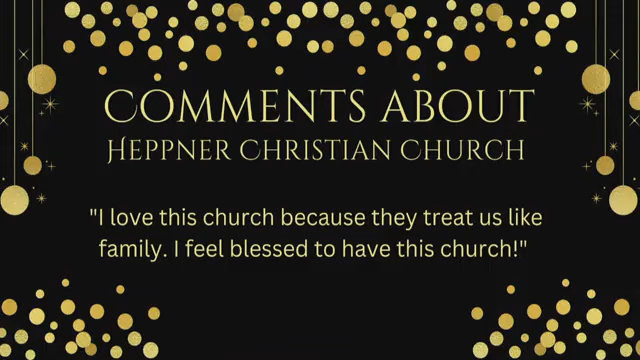 COMMENTS ABOUT
HEPPNER CHRISTIAN CHURCH
"I love this church because they treat us like
family. I feel blessed to have this church!"